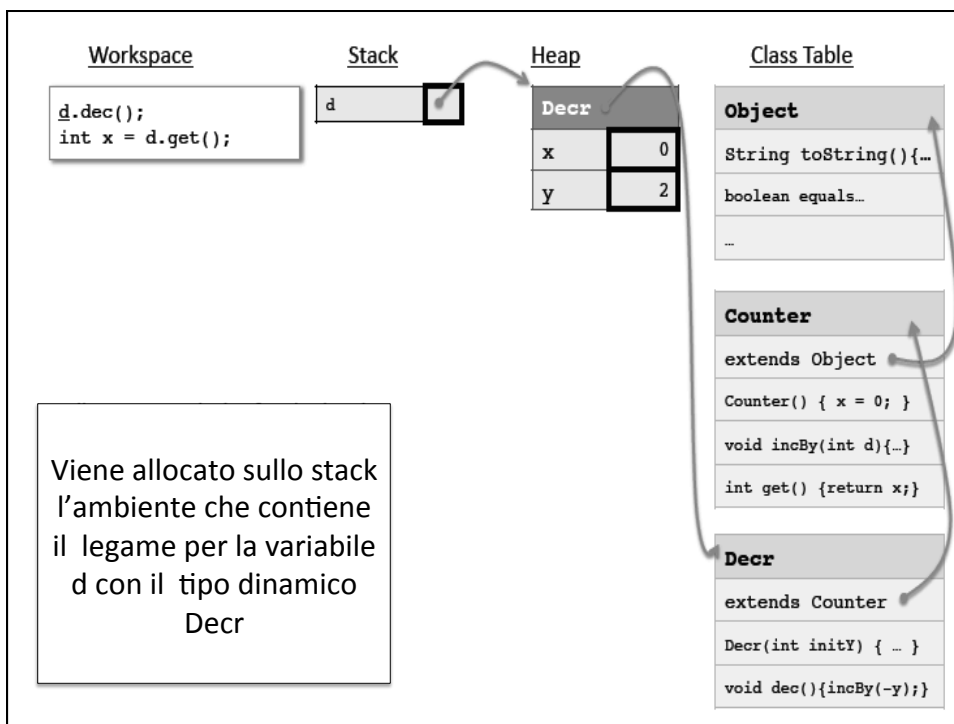 Workspace
d.dec();
int x = d.get();
Stack
d
Heap
Decr
x 0
y 2
Class Table
Object
String toString(){…
boolean equals…
…
Counter
extends Object
Counter() { x = 0; }
void incBy(int d){…}
int get() {return x;}
Decr
extends Counter
Decr(int initY) { … }
void dec(){incBy(-y);}
Viene allocato sullo stack
l’ambiente che contiene
il legame per la variabile
d con il tipo dinamico
Decr